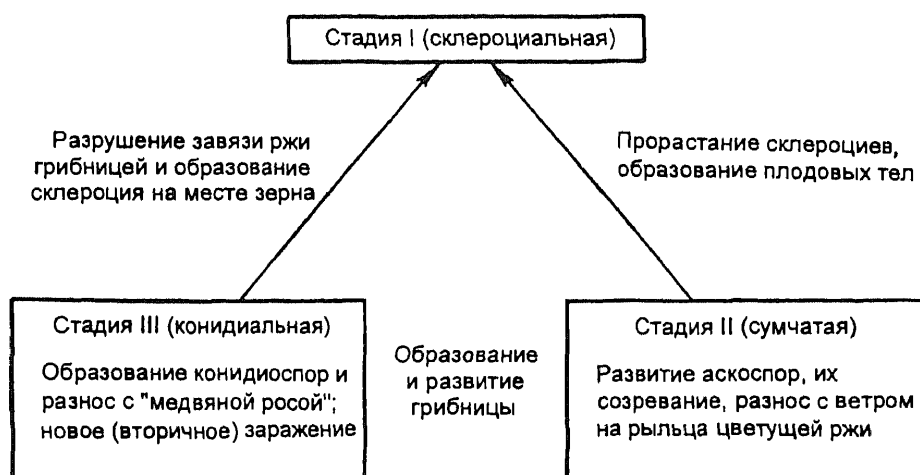 Стадия I (склероциальная)
Разрушение завязи ржи
грибницей и образование
склероция на месте зерна
Прорастание склероциев,
образование плодовых тел
Стадия III (конидиальная)
Образование конидиоспор и
разнос с "медвяной росой";
новое (вторичное) заражение
Образование
и развитие
грибницы
Стадия II (сумчатая)
Развитие аскоспор, их
созревание, разнос с ветром
на рыльца цветущей ржи